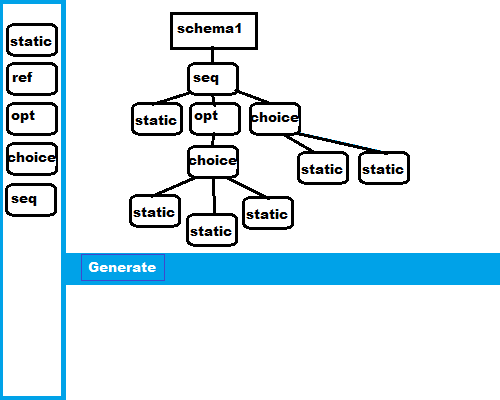 static
ref
opt
choice
seq
schema1
seq
static
opt
choice
choice
static
static
static
static
static
Generate